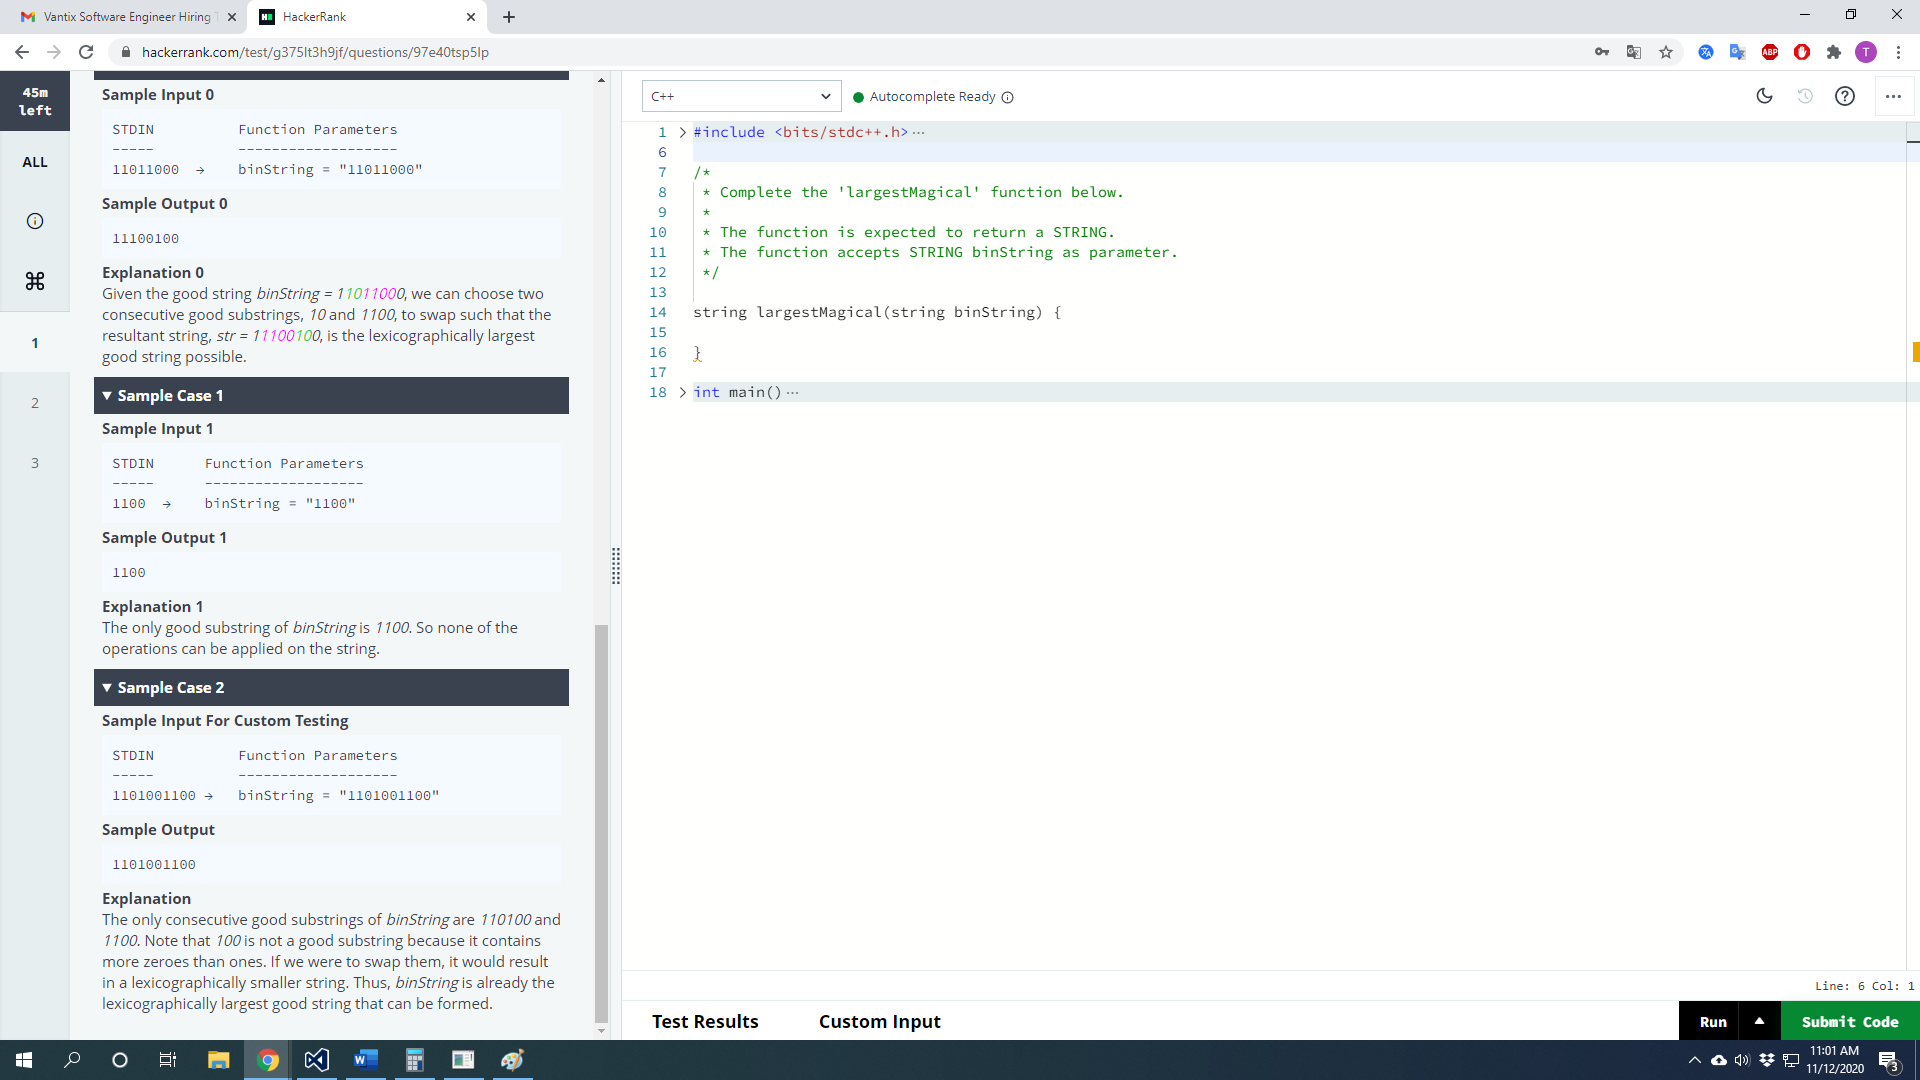 Vantix Software Engineer Hiring T
HackerRank
hackerrank.com/test/g375lt3h9jf/questions/97e40tsp5lp
ABP
T
45m
left
ALL
1
2
3
Sample Input 0
STDIN Function Parameters
----- -------------------
11011000 → binString = "11011000"
Sample Output 0
11100100
Explanation 0
Given the good string binString = 11011000, we can choose two
consecutive good substrings, 10 and 1100, to swap such that the
resultant string, str = 11100100, is the lexicographically largest
good string possible.
Sample Case 1
Sample Input 1
STDIN Function Parameters
----- -------------------
1100 → binString = "1100"
Sample Output 1
1100
Explanation 1
The only good substring of binString is 1100. So none of the
operations can be applied on the string.
Sample Case 2
Sample Input For Custom Testing
STDIN Function Parameters
----- -------------------
1101001100 → binString = "1101001100"
Sample Output
1101001100
Explanation
The only consecutive good substrings of binString are 110100 and
1100. Note that 100 is not a good substring because it contains
more zeroes than ones. If we were to swap them, it would result
in a lexicographically smaller string. Thus, binString is already the
lexicographically largest good string that can be formed.
C++
Autocomplete Ready
1 #include <bits/stdc++.h>···
6
7 /*
8 * Complete the 'largestMagical' function below.
9 *
10 * The function is expected to return a STRING.
11 * The function accepts STRING binString as parameter.
12 */
13
14 string largestMagical(string binString) {
15
16 }
17
18 int main()···
Line: 6 Col: 1
Test Results
Custom Input
Run
Submit Code
11:01 AM
11/12/2020
3